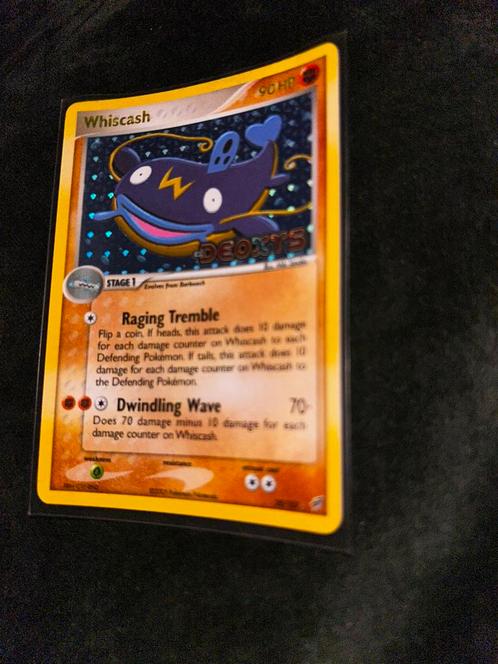 Whiscash
90 HP
DEOXYS
STAGE 1
Evolves from Barboach
Raging Tremble
Flip a coin. If heads, this attack does 10 damage
for each damage counter on Whiscash to each
Defending Pokémon. If tails, this attack does 10
damage for each damage counter on Whiscash to
the Defending Pokémon.
Dwindling Wave 70-
Does 70 damage minus 10 damage for each
damage counter on Whiscash.
weakness resistance retreat cost